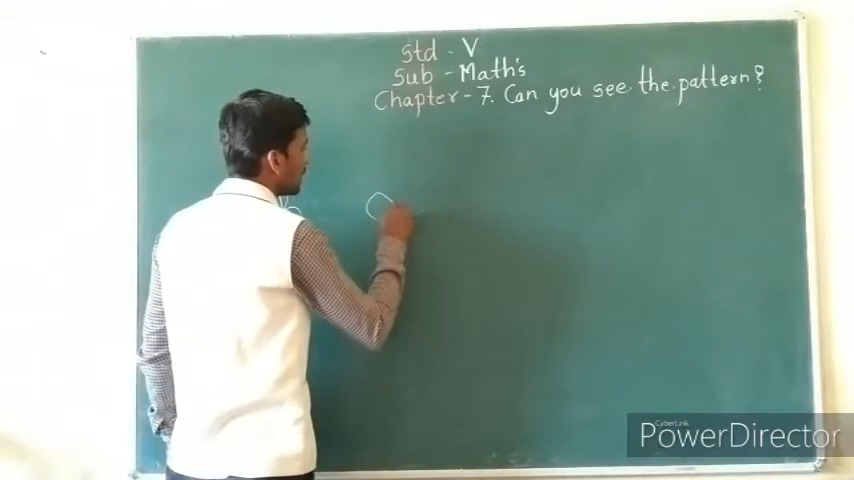 Std - V
Sub - Math's
Chapter - 7. Can you see the pattern?
CyberLink
PowerDirector